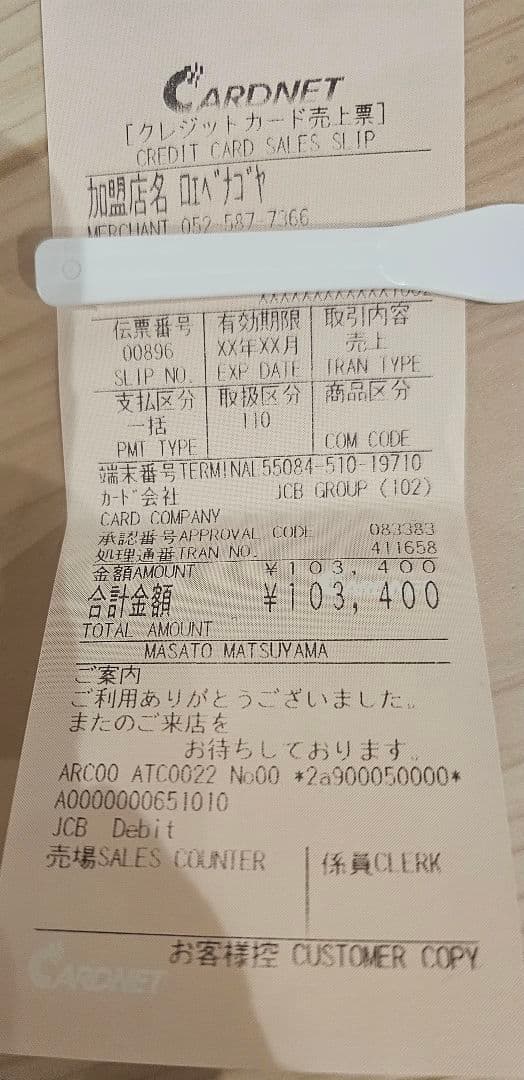 CARDNET
[クレジットカード売上票]
CREDIT CARD SALES SLIP
加盟店名 ロエベナゴヤ
MERCHANT 052-587-7366
伝票番号 有効期限 取引内容
00896 XX年XX月 売上
SLIP NO. EXP DATE TRAN TYPE
支払区分 取扱区分 商品区分
一括 110
PMT TYPE COM CODE
端末番号TERMINAL55084-510-19710
カード会社 JCB GROUP (102)
CARD COMPANY
承認番号APPROVAL CODE 083383
処理通番TRAN NO. 411658
金額AMOUNT ¥103,400
合計金額 ¥103,400
TOTAL AMOUNT
MASATO MATSUYAMA
ご案内
ご利用ありがとうございました。
またのご来店を
お待ちしております。
ARC00 ATC0022 No00 *2a900050000*
A0000000651010
JCB Debit
売場SALES COUNTER 係員CLERK
お客様控 CUSTOMER COPY
CARDNET